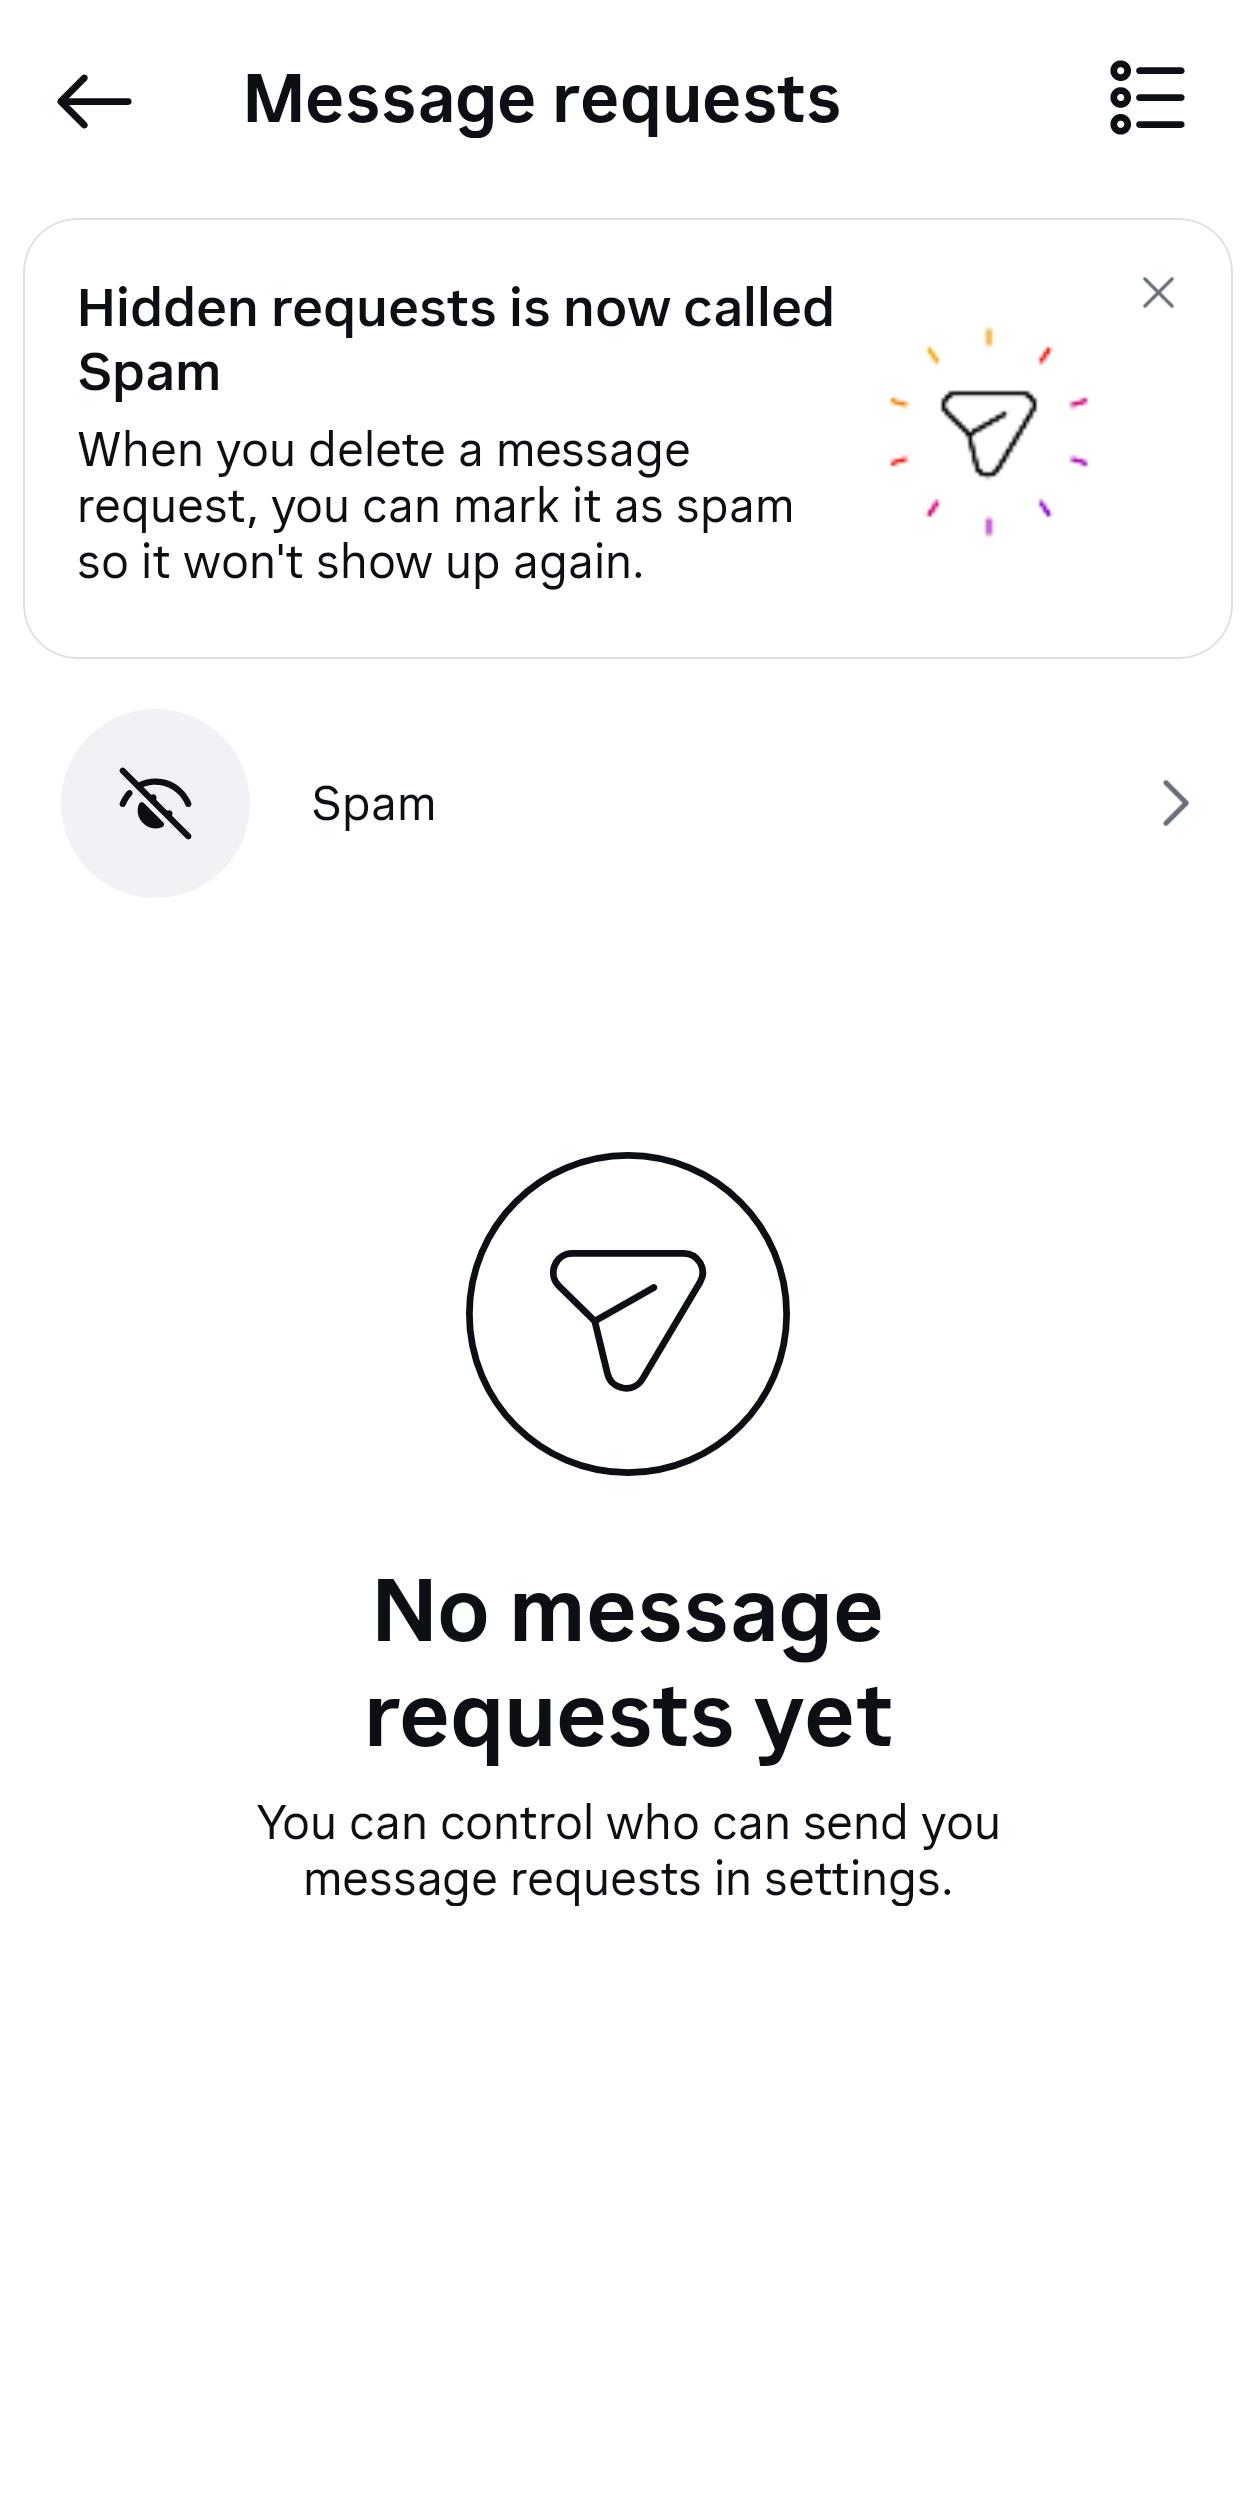 Message requests
Hidden requests is now called
Spam
When you delete a message
request, you can mark it as spam
so it won't show up again.
Spam
No message
requests yet
You can control who can send you
message requests in settings.